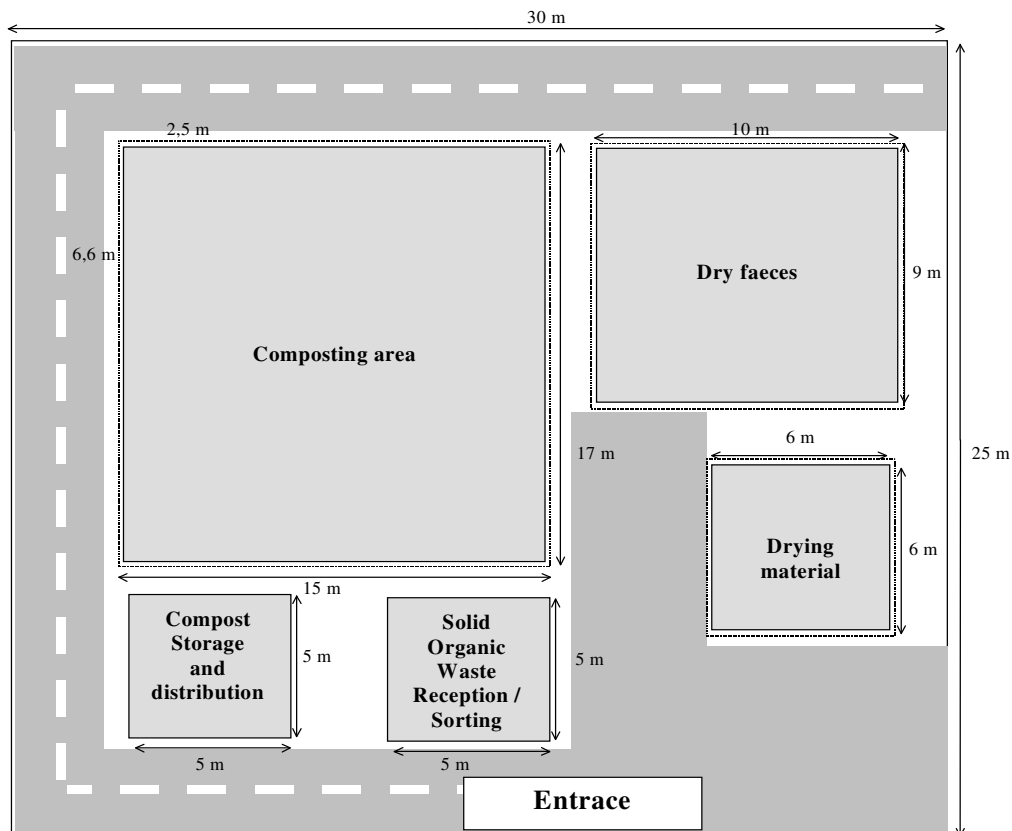 30 m
2,5 m
10 m
6,6 m
Dry faeces
9 m
Composting area
6 m
17 m
25 m
Drying
material
6 m
15 m
Compost
Storage
and
distribution
5 m
Solid
Organic
Waste
Reception /
Sorting
5 m
5 m
5 m
Entrace